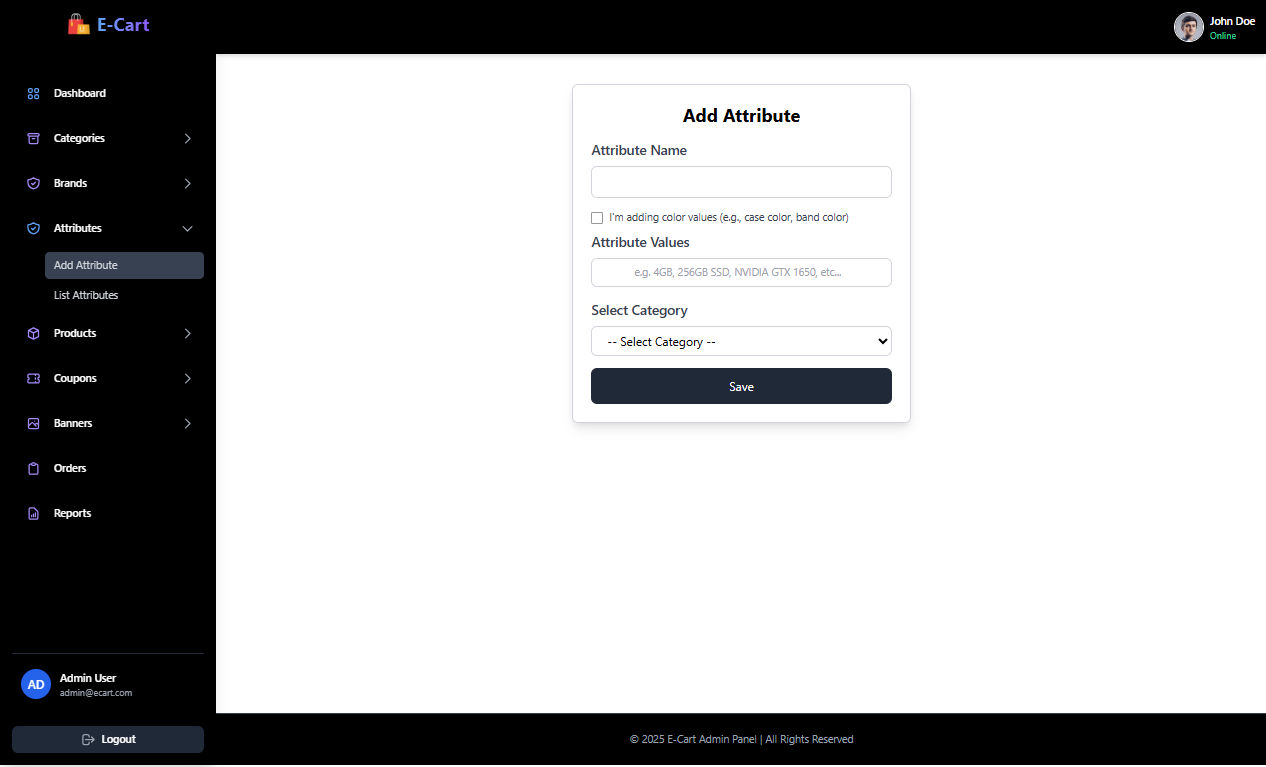 E-Cart
John Doe
Online
Dashboard
Categories
Brands
Attributes
Add Attribute
List Attributes
Products
Coupons
Banners
Orders
Reports
AD
Admin User
admin@ecart.com
Logout
Add Attribute
Attribute Name
I'm adding color values (e.g., case color, band color)
Attribute Values
e.g. 4GB, 256GB SSD, NVIDIA GTX 1650, etc...
Select Category
-- Select Category --
Save
© 2025 E-Cart Admin Panel | All Rights Reserved